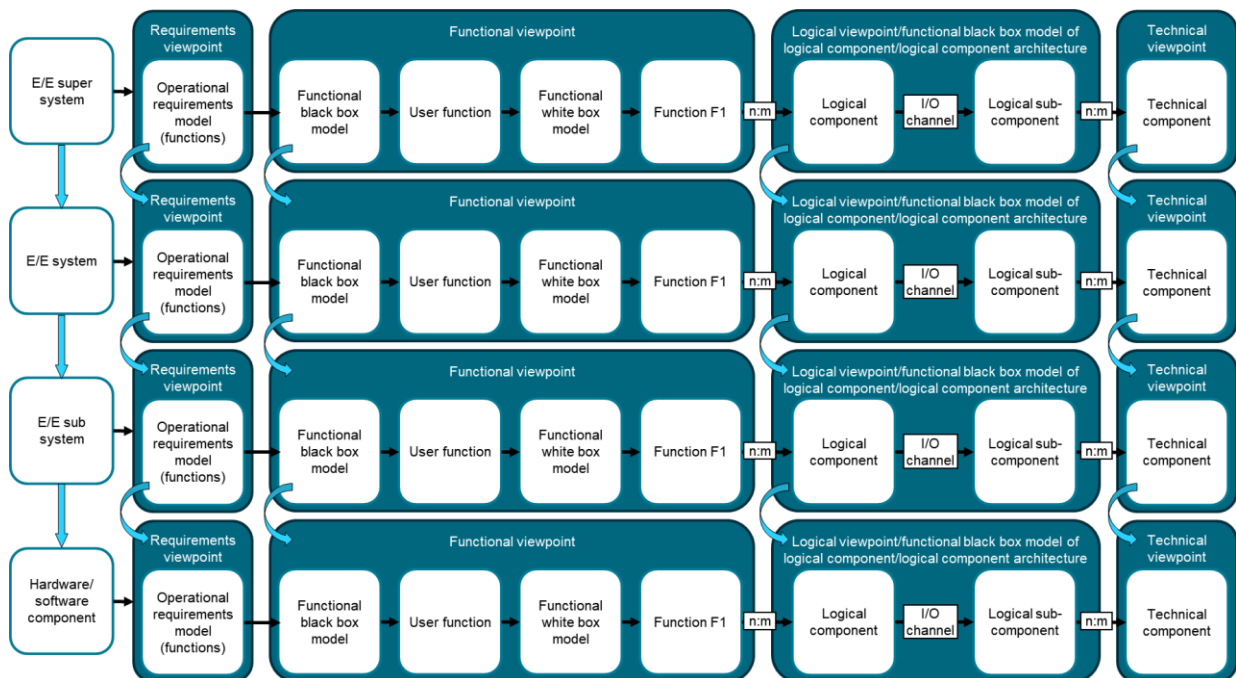 E/E super
system
Requirements
viewpoint
Operational
requirements
model
(functions)
Functional viewpoint
Functional
black box
model
User function
Functional
white box
model
Function F1
n:m
Logical viewpoint/functional black box model of
logical component/logical component architecture
Logical
component
I/O
channel
Logical sub-
component
n:m
Technical
viewpoint
Technical
component
E/E system
Requirements
viewpoint
Operational
requirements
model
(functions)
Functional viewpoint
Functional
black box
model
User function
Functional
white box
model
Function F1
n:m
Logical viewpoint/functional black box model of
logical component/logical component architecture
Logical
component
I/O
channel
Logical sub-
component
n:m
Technical
viewpoint
Technical
component
E/E sub
system
Requirements
viewpoint
Operational
requirements
model
(functions)
Functional viewpoint
Functional
black box
model
User function
Functional
white box
model
Function F1
n:m
Logical viewpoint/functional black box model of
logical component/logical component architecture
Logical
component
I/O
channel
Logical sub-
component
n:m
Technical
viewpoint
Technical
component
Hardware/
software
component
Requirements
viewpoint
Operational
requirements
model
(functions)
Functional viewpoint
Functional
black box
model
User function
Functional
white box
model
Function F1
n:m
Logical viewpoint/functional black box model of
logical component/logical component architecture
Logical
component
I/O
channel
Logical sub-
component
n:m
Technical
viewpoint
Technical
component